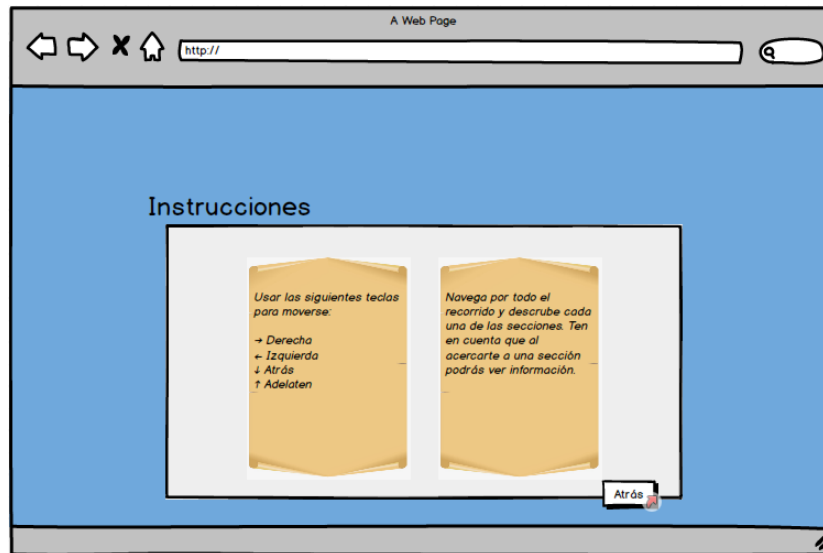 A Web Page
http://
Instrucciones
Usar las siguientes teclas
para moverse:
→ Derecha
← Izquierda
↓ Atrás
↑ Adelaten
Navega por todo el
recorrido y descrube cada
una de las secciones. Ten
en cuenta que al
acercarte a una sección
podrás ver información.
Atrás